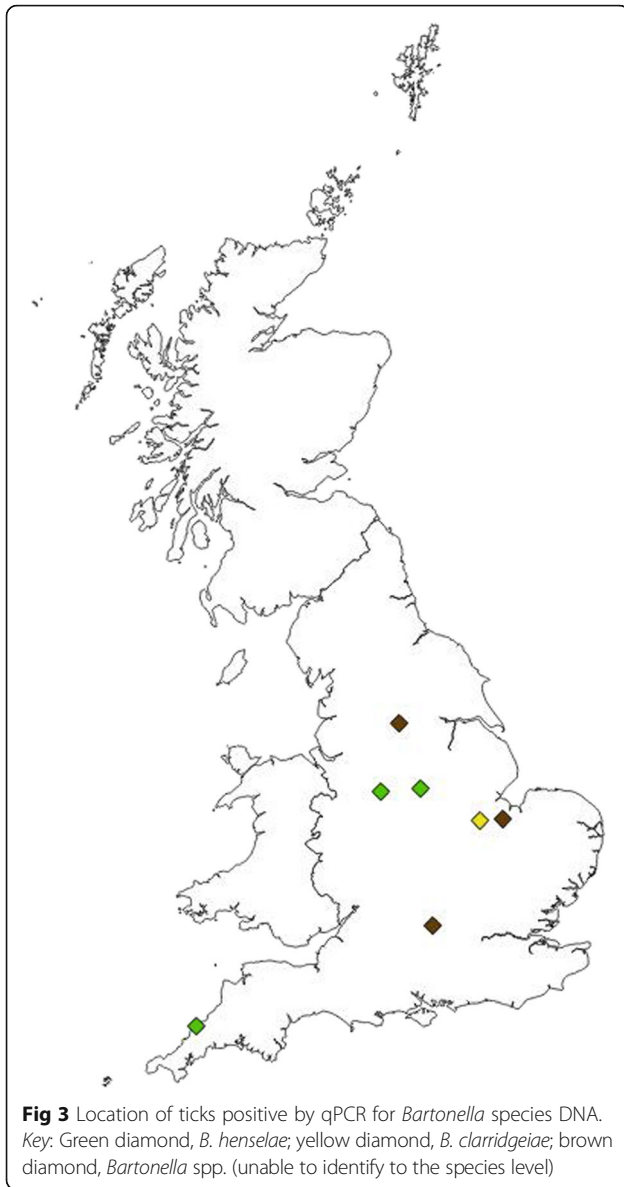 Fig 3 Location of ticks positive by qPCR for Bartonella species DNA.
Key: Green diamond, B. henselae; yellow diamond, B. clarridgeiae; brown
diamond, Bartonella spp. (unable to identify to the species level)